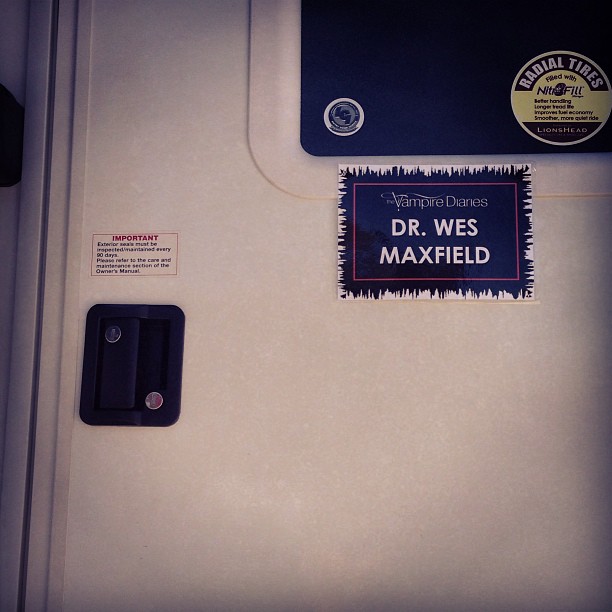 RADIAL TIRES
Filled with
NitroFill
Better handling
Longer tread life
Improves fuel economy
Smoother, more quiet ride
LIONSHEAD
the Vampire Diaries
DR. WES
MAXFIELD
IMPORTANT
Exterior seals must be
inspected/maintained every
90 days.
Please refer to the care and
maintenance section of the
Owner's Manual.